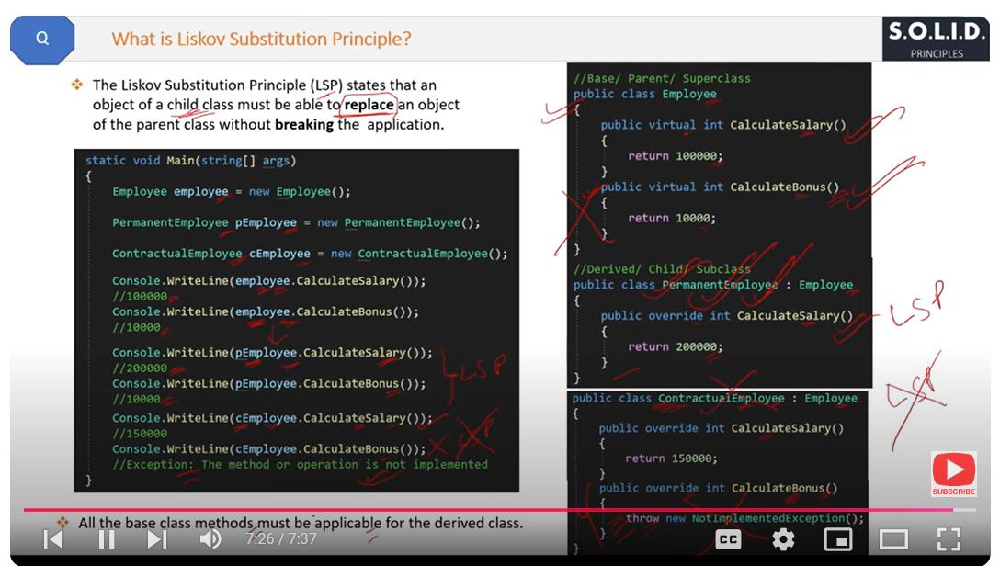 Q
What is Liskov Substitution Principle?
S.O.L.I.D.
PRINCIPLES
❖ The Liskov Substitution Principle (LSP) states that an
object of a child class must be able to replace an object
of the parent class without breaking the application.
static void Main(string[] args)
{
Employee employee = new Employee();
PermanentEmployee pEmployee = new PermanentEmployee();
ContractualEmployee cEmployee = new ContractualEmployee();
Console.WriteLine(employee.CalculateSalary());
//100000
Console.WriteLine(employee.CalculateBonus());
//10000
Console.WriteLine(pEmployee.CalculateSalary());
//200000
Console.WriteLine(pEmployee.CalculateBonus());
//10000
Console.WriteLine(cEmployee.CalculateSalary());
//150000
Console.WriteLine(cEmployee.CalculateBonus());
//Exception: The method or operation is not implemented
}
LSP
LSP
//Base/ Parent/ Superclass
public class Employee
{
public virtual int CalculateSalary()
{
return 100000;
}
public virtual int CalculateBonus()
{
return 10000;
}
}
//Derived/ Child/ Subclass
public class PermanentEmployee : Employee
{
public override int CalculateSalary()
{
return 200000;
}
}
LSP
public class ContractualEmployee : Employee
{
public override int CalculateSalary()
{
return 150000;
}
public override int CalculateBonus()
{
throw new NotImplementedException();
}
}
LSP
SUBSCRIBE
❖ All the base class methods must be applicable for the derived class.
7:26 / 7:37
CC